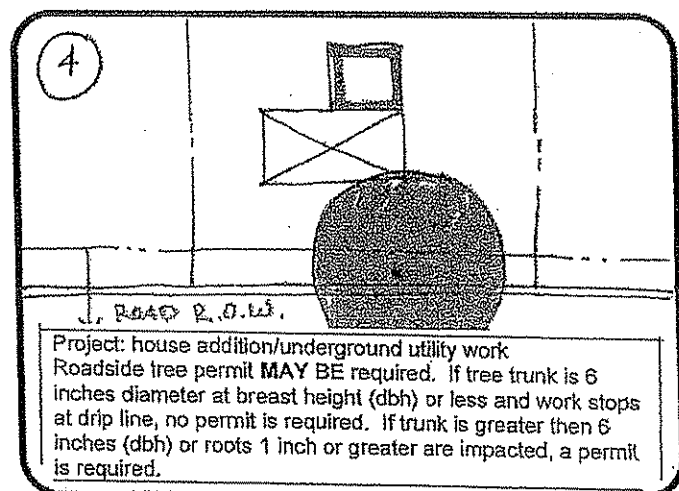 4
ROAD R.O.W.
Project: house addition/underground utility work
Roadside tree permit MAY BE required. If tree trunk is 6
inches diameter at breast height (dbh) or less and work stops
at drip line, no permit is required. If trunk is greater then 6
inches (dbh) or roots 1 inch or greater are impacted, a permit
is required.